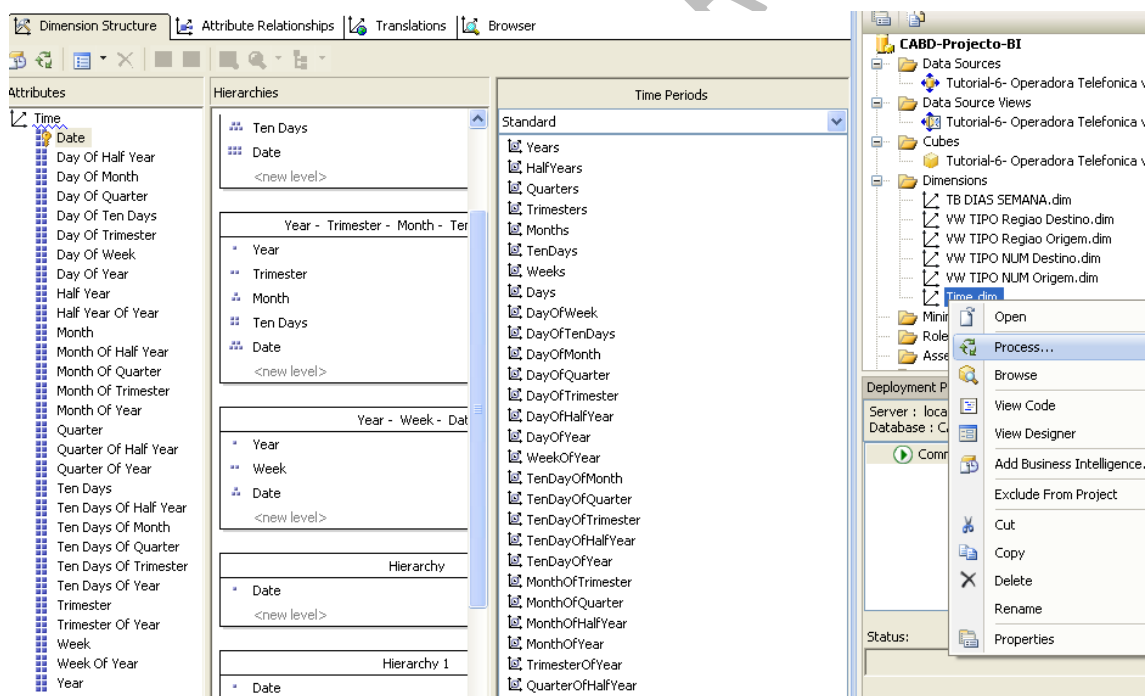 Dimension Structure
Attribute Relationships
Translations
Browser
Attributes
Time
Date
Day Of Half Year
Day Of Month
Day Of Quarter
Day Of Ten Days
Day Of Trimester
Day Of Week
Day Of Year
Half Year
Half Year Of Year
Month
Month Of Half Year
Month Of Quarter
Month Of Trimester
Month Of Year
Quarter
Quarter Of Half Year
Quarter Of Year
Ten Days
Ten Days Of Half Year
Ten Days Of Month
Ten Days Of Quarter
Ten Days Of Trimester
Ten Days Of Year
Trimester
Trimester Of Year
Week
Week Of Year
Year
Hierarchies
Ten Days
Date
<new level>
Year - Trimester - Month - Ter
Year
Trimester
Month
Ten Days
Date
<new level>
Year - Week - Dat
Year
Week
Date
<new level>
Hierarchy
Date
<new level>
Hierarchy 1
Date
Time Periods
Standard
Years
HalfYears
Quarters
Trimesters
Months
TenDays
Weeks
Days
DayOfWeek
DayOfTenDays
DayOfMonth
DayOfQuarter
DayOfTrimester
DayOfHalfYear
DayOfYear
WeekOfYear
TenDayOfMonth
TenDayOfQuarter
TenDayOfTrimester
TenDayOfHalfYear
TenDayOfYear
MonthOfTrimester
MonthOfQuarter
MonthOfHalfYear
MonthOfYear
TrimesterOfYear
QuarterOfHalfYear
CABD-Projecto-BI
Data Sources
Tutorial-6- Operadora Telefonica v
Data Source Views
Tutorial-6- Operadora Telefonica v
Cubes
Tutorial-6- Operadora Telefonica v
Dimensions
TB DIAS SEMANA.dim
VW TIPO Regiao Destino.dim
VW TIPO Regiao Origem.dim
VW TIPO NUM Destino.dim
VW TIPO NUM Origem.dim
Time.dim
Minin
Role
Asse
Deployment P
Server : loca
Database : CA
Comm
Status:
Open
Process...
Browse
View Code
View Designer
Add Business Intelligence.
Exclude From Project
Cut
Copy
Delete
Rename
Properties